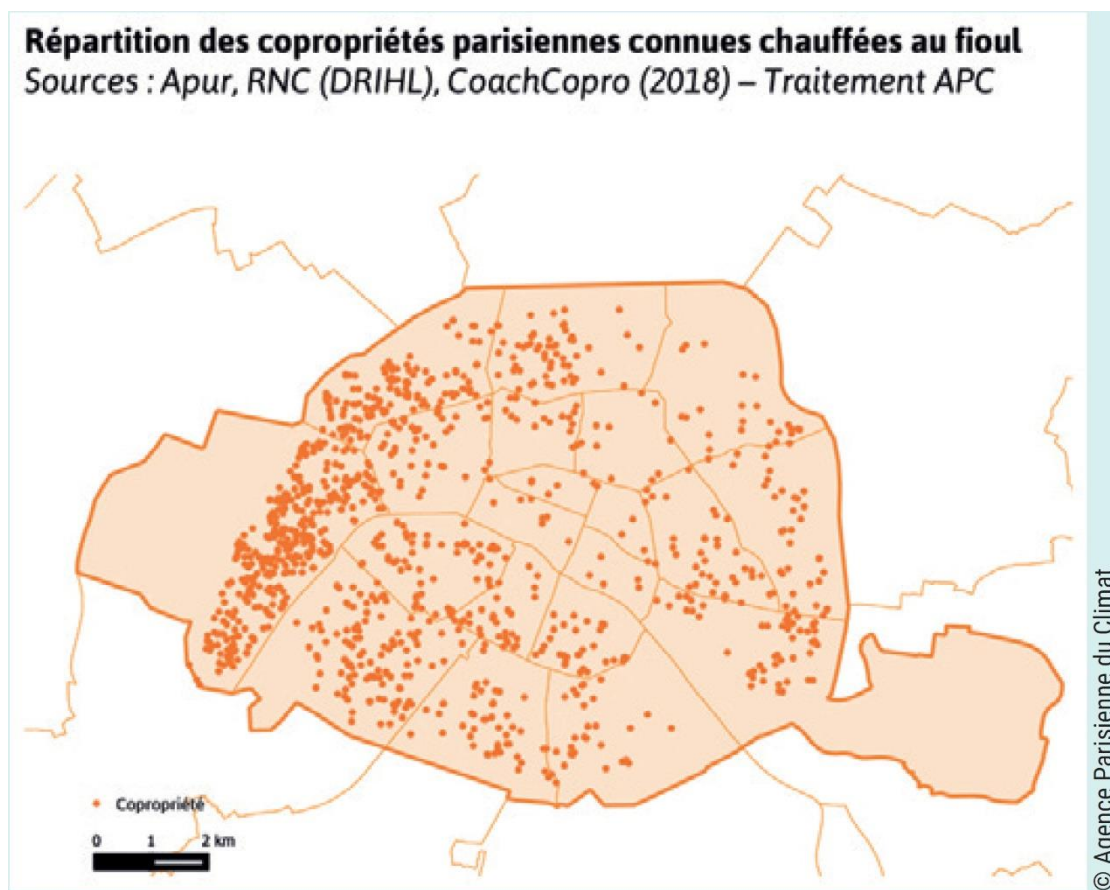 Répartition des copropriétés parisiennes connues chauffées au fioul
Sources : Apur, RNC (DRIHL), CoachCopro (2018) – Traitement APC
Copropriété
0 1 2 km
© Agence Parisienne du Climat